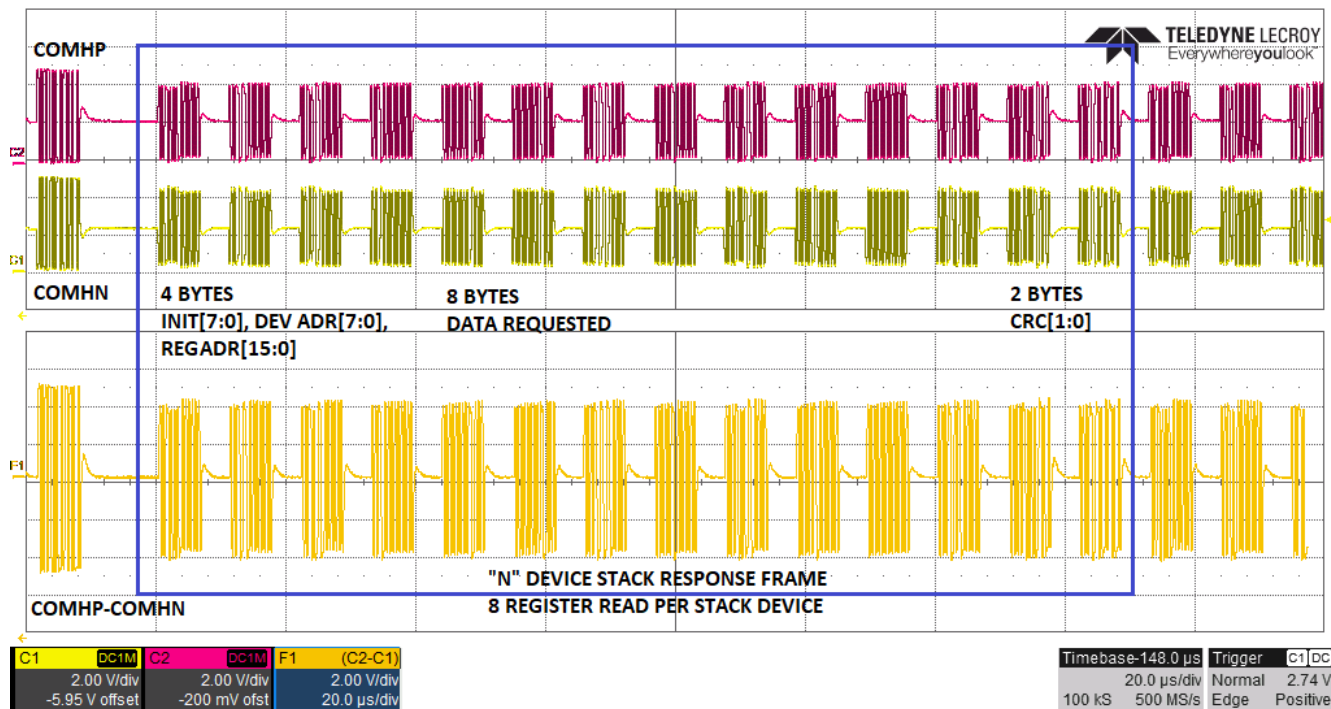 TELEDYNE LECROY
Everywhereyoulook
COMHP
C1
COMHN
4 BYTES
INIT[7:0], DEV ADR[7:0],
REGADR[15:0]
8 BYTES
DATA REQUESTED
2 BYTES
CRC[1:0]
F1
"N" DEVICE STACK RESPONSE FRAME
8 REGISTER READ PER STACK DEVICE
COMHP-COMHN
C1 DC1M
2.00 V/div
-5.95 V offset
C2 DC1M
2.00 V/div
-200 mV ofst
F1 (C2-C1)
2.00 V/div
20.0 µs/div
Timebase -148.0 µs
20.0 µs/div
100 kS 500 MS/s
Trigger C1 DC
Normal 2.74 V
Edge Positive